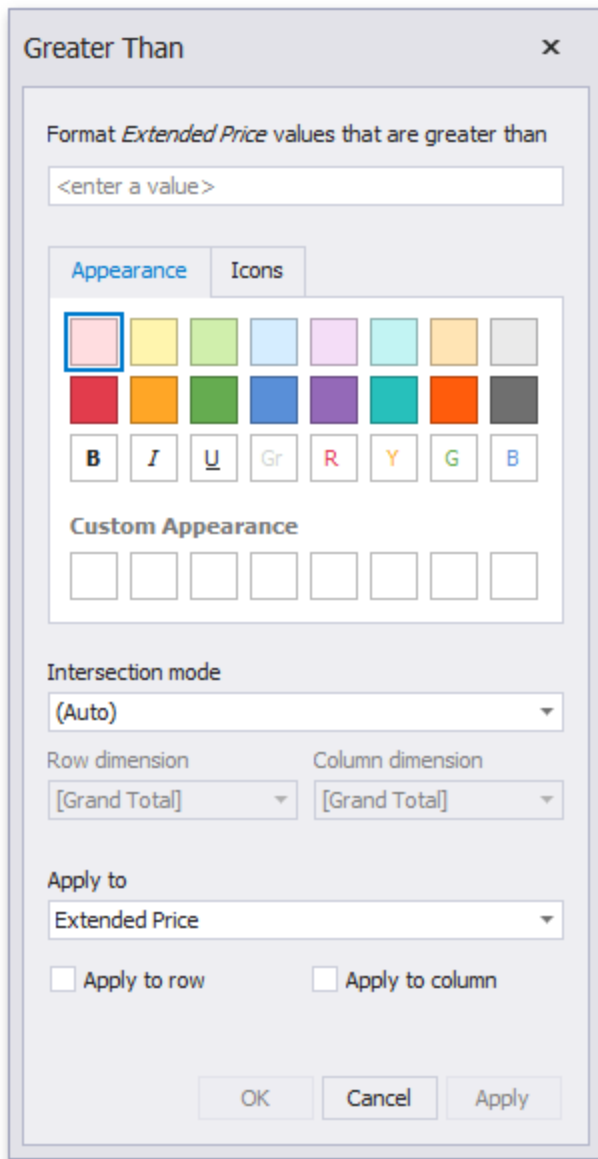 Greater Than
Format Extended Price values that are greater than
<enter a value>
Appearance Icons
B I U Gr R Y G B
Custom Appearance
Intersection mode
(Auto)
Row dimension Column dimension
[Grand Total] [Grand Total]
Apply to
Extended Price
Apply to row Apply to column
OK Cancel Apply